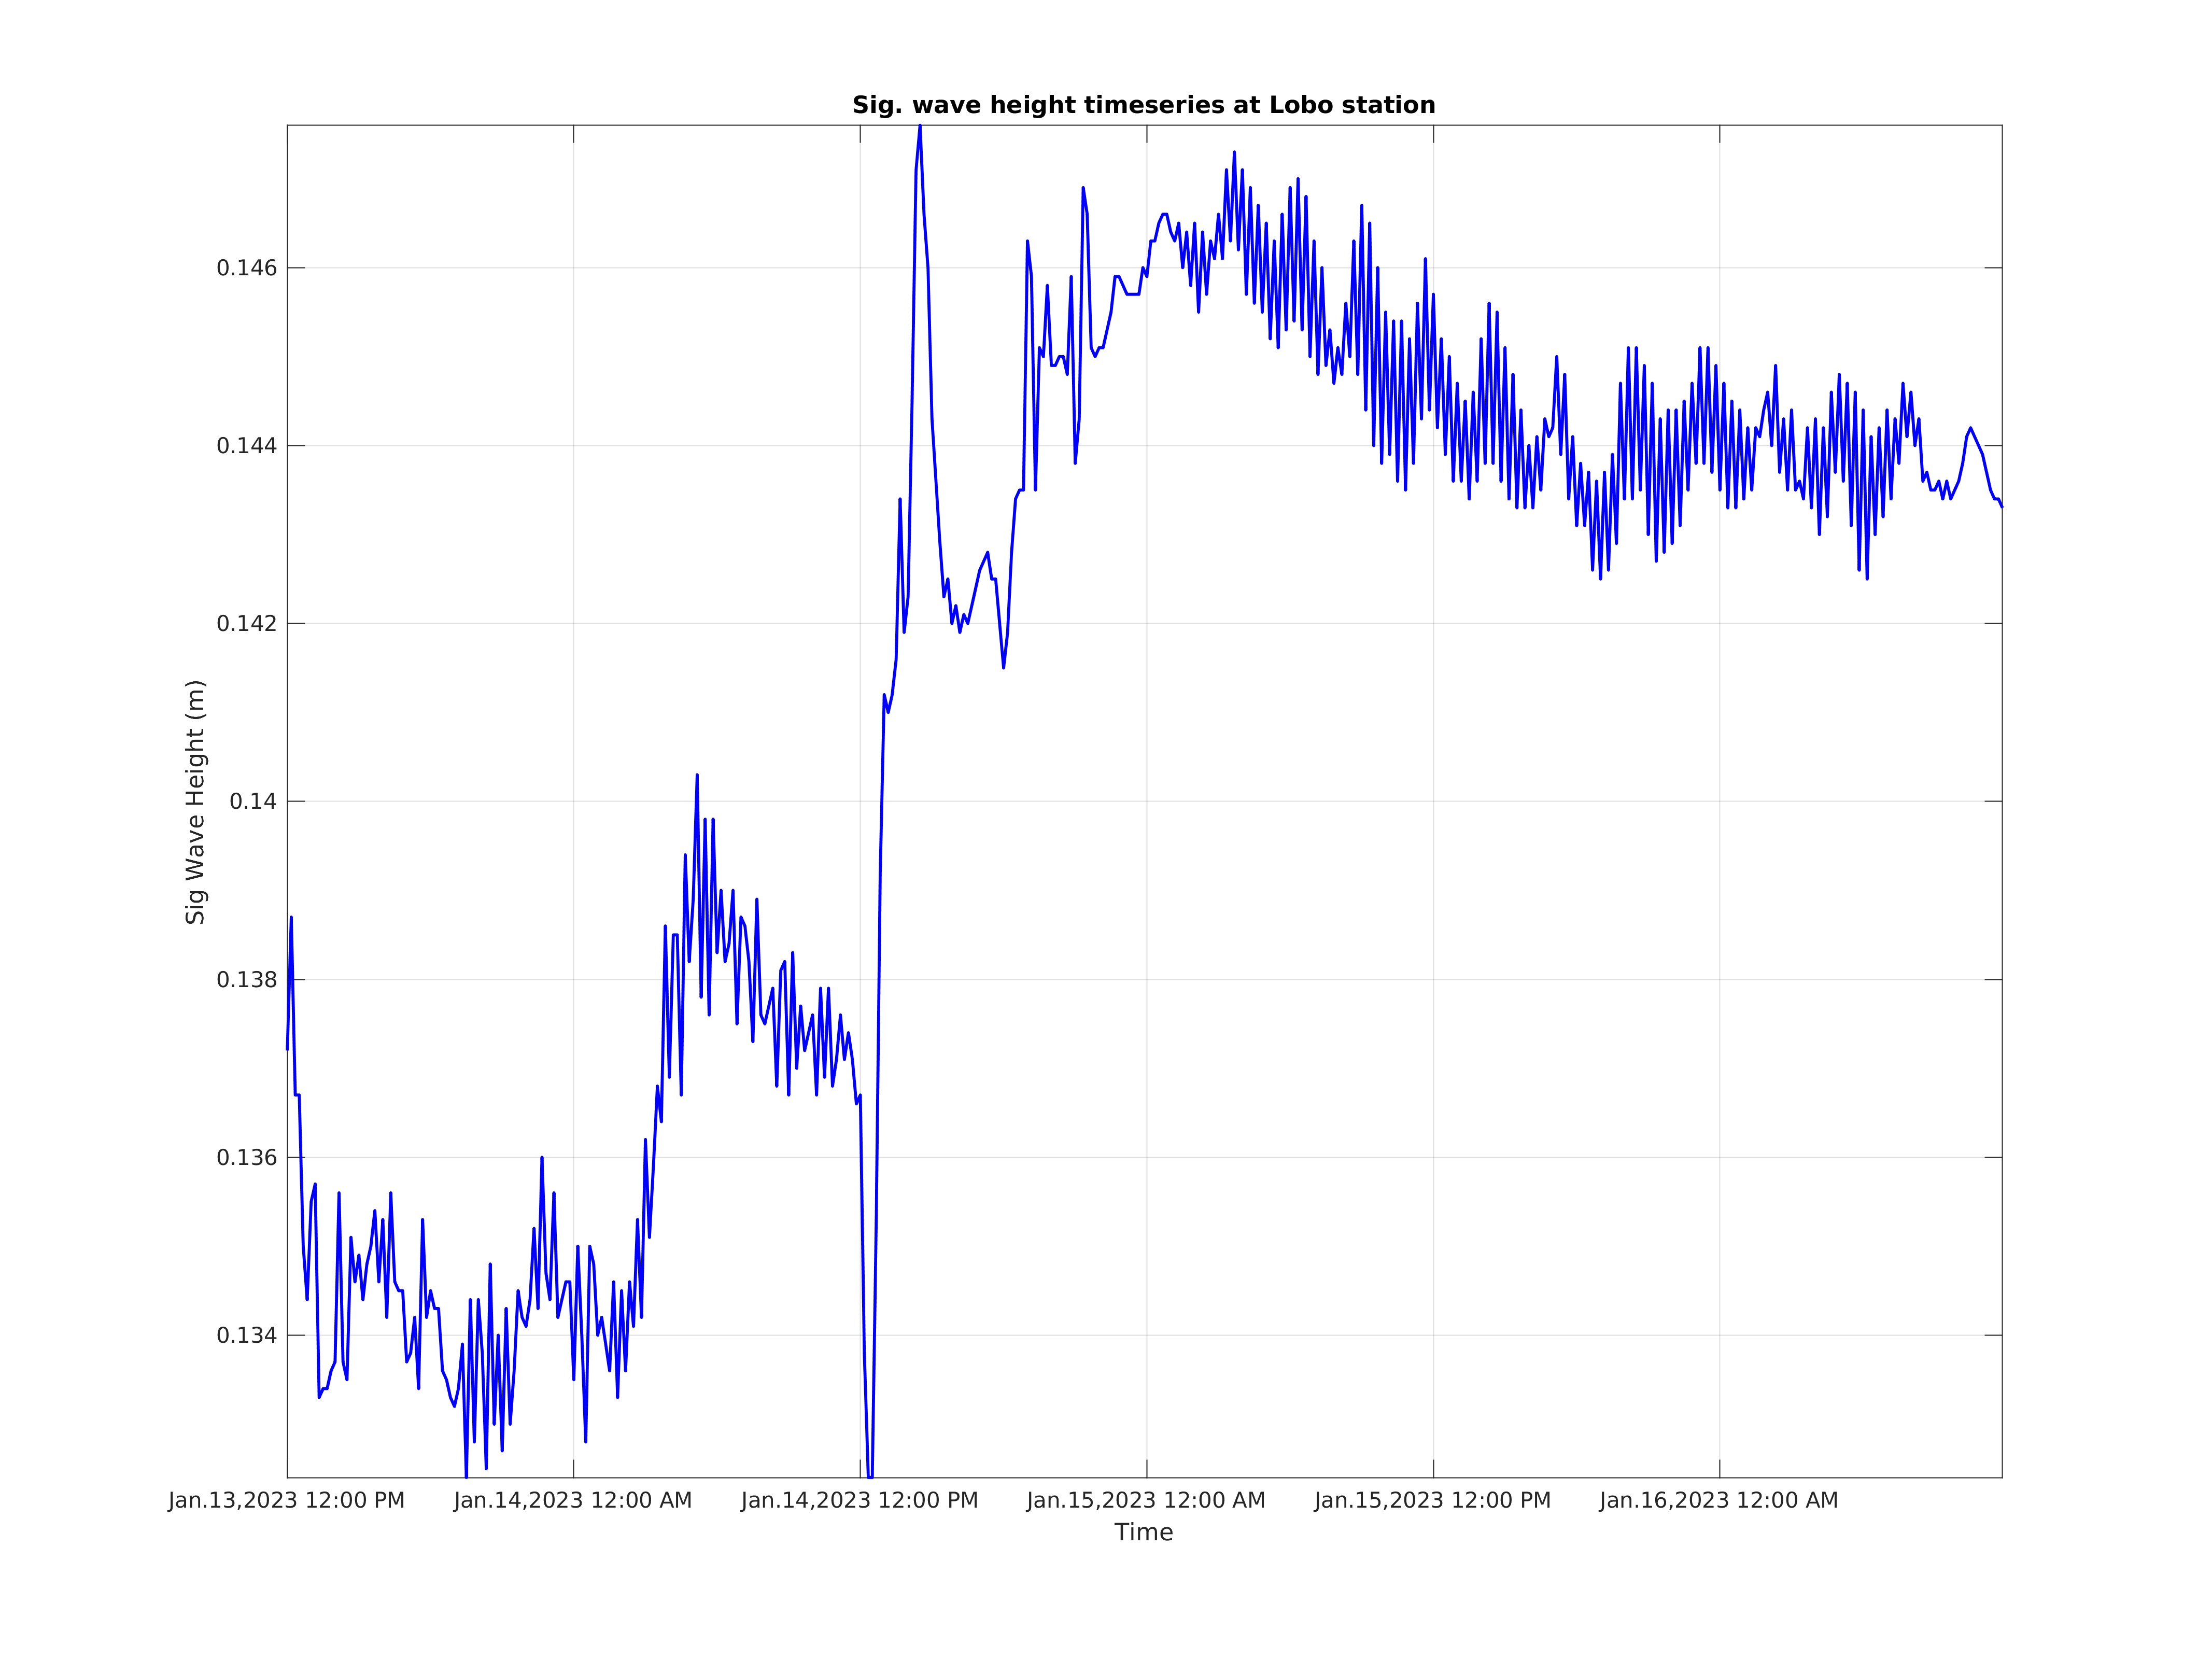 Sig. wave height timeseries at Lobo station
0.146
0.144
0.142
0.14
0.138
0.136
0.134
Sig Wave Height (m)
Jan.13,2023 12:00 PM Jan.14,2023 12:00 AM Jan.14,2023 12:00 PM Jan.15,2023 12:00 AM Jan.15,2023 12:00 PM Jan.16,2023 12:00 AM
Time